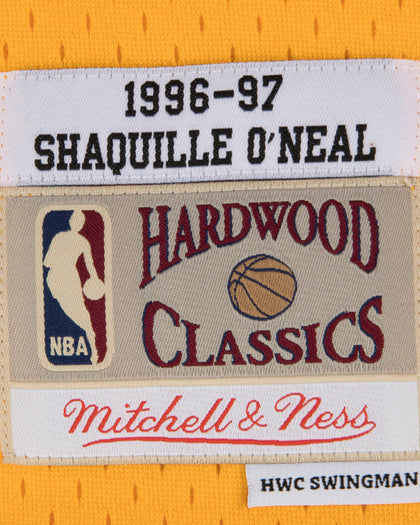 1996-97
SHAQUILLE O'NEAL
HARDWOOD
NBA
CLASSICS
Mitchell & Ness
HWC SWINGMAN